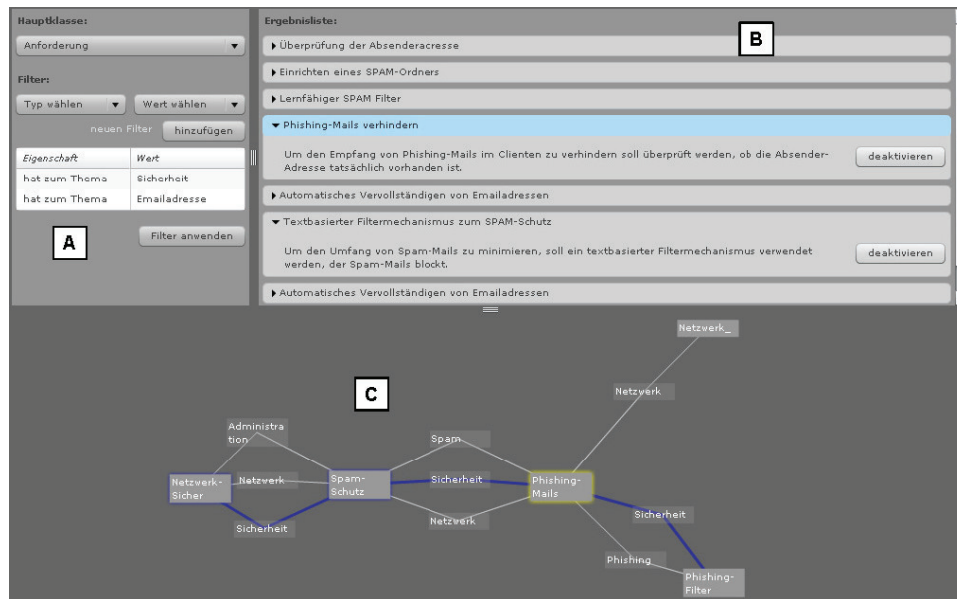 Hauptklasse:
Anforderung
Filter:
Typ wählen
Wert wählen
neuen Filter
hinzufügen
Eigenschaft Wert
hat zum Thema Sicherheit
hat zum Thema Emailadresse
A
Filter anwenden
Ergebnisliste:
B
Überprüfung der Absenderacresse
Einrichten eines SPAM-Ordners
Lernfähiger SPAM Filter
Phishing-Mails verhindern
Um den Empfang von Phishing-Mails im Clienten zu verhindern soll überprüft werden, ob die Absender-
Adresse tatsächlich vorhanden ist.
deaktivieren
Automatisches Vervollständigen von Emailadressen
Textbasierter Filtermechanismus zum SPAM-Schutz
Um den Umfang von Spam-Mails zu minimieren, soll ein textbasierter Filtermechanismus verwendet
werden, der Spam-Mails blockt.
deaktivieren
Automatisches Vervollständigen von Emailadressen
Netzwerk_
C
Netzwerk
Administra
tion
Spam
Netzwerk-
Sicher
Netzwerk
Spam-
Schutz
Sicherheit
Phishing-
Mails
Sicherheit
Netzwerk
Sicherheit
Phishing
Phishing-
Filter